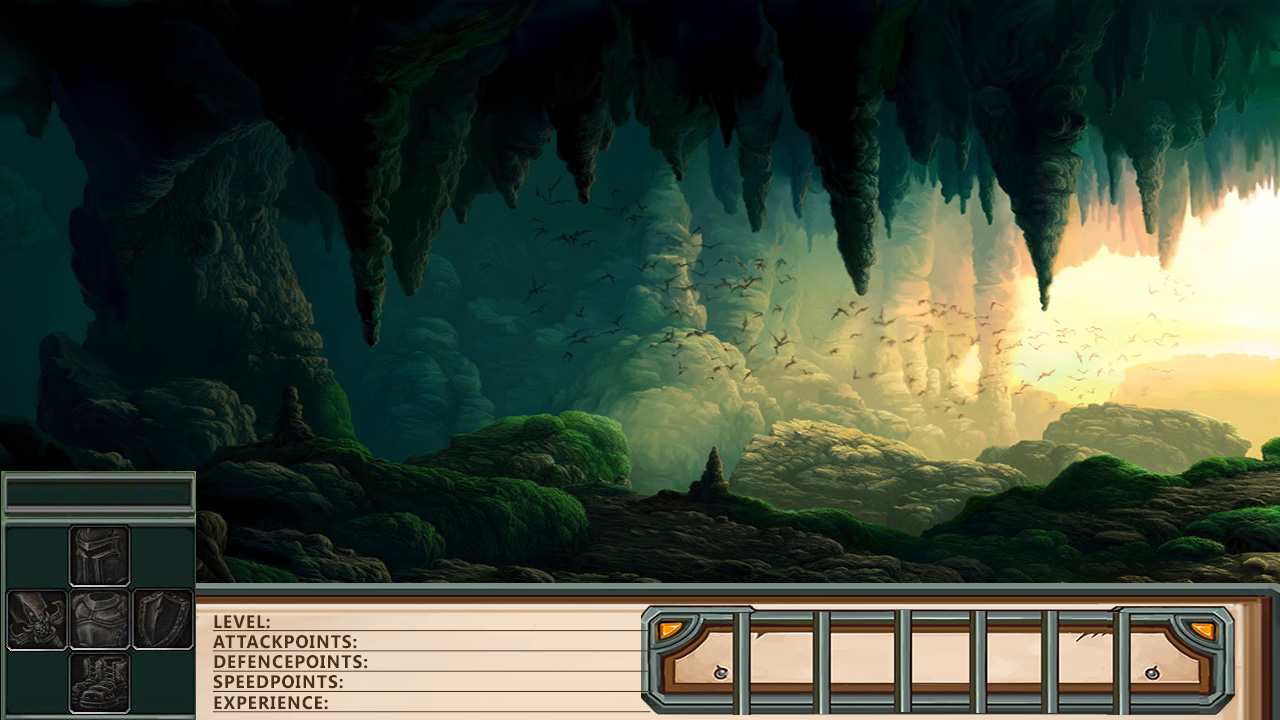 LEVEL:
ATTACKPOINTS:
DEFENCEPOINTS:
SPEEDPOINTS:
EXPERIENCE: